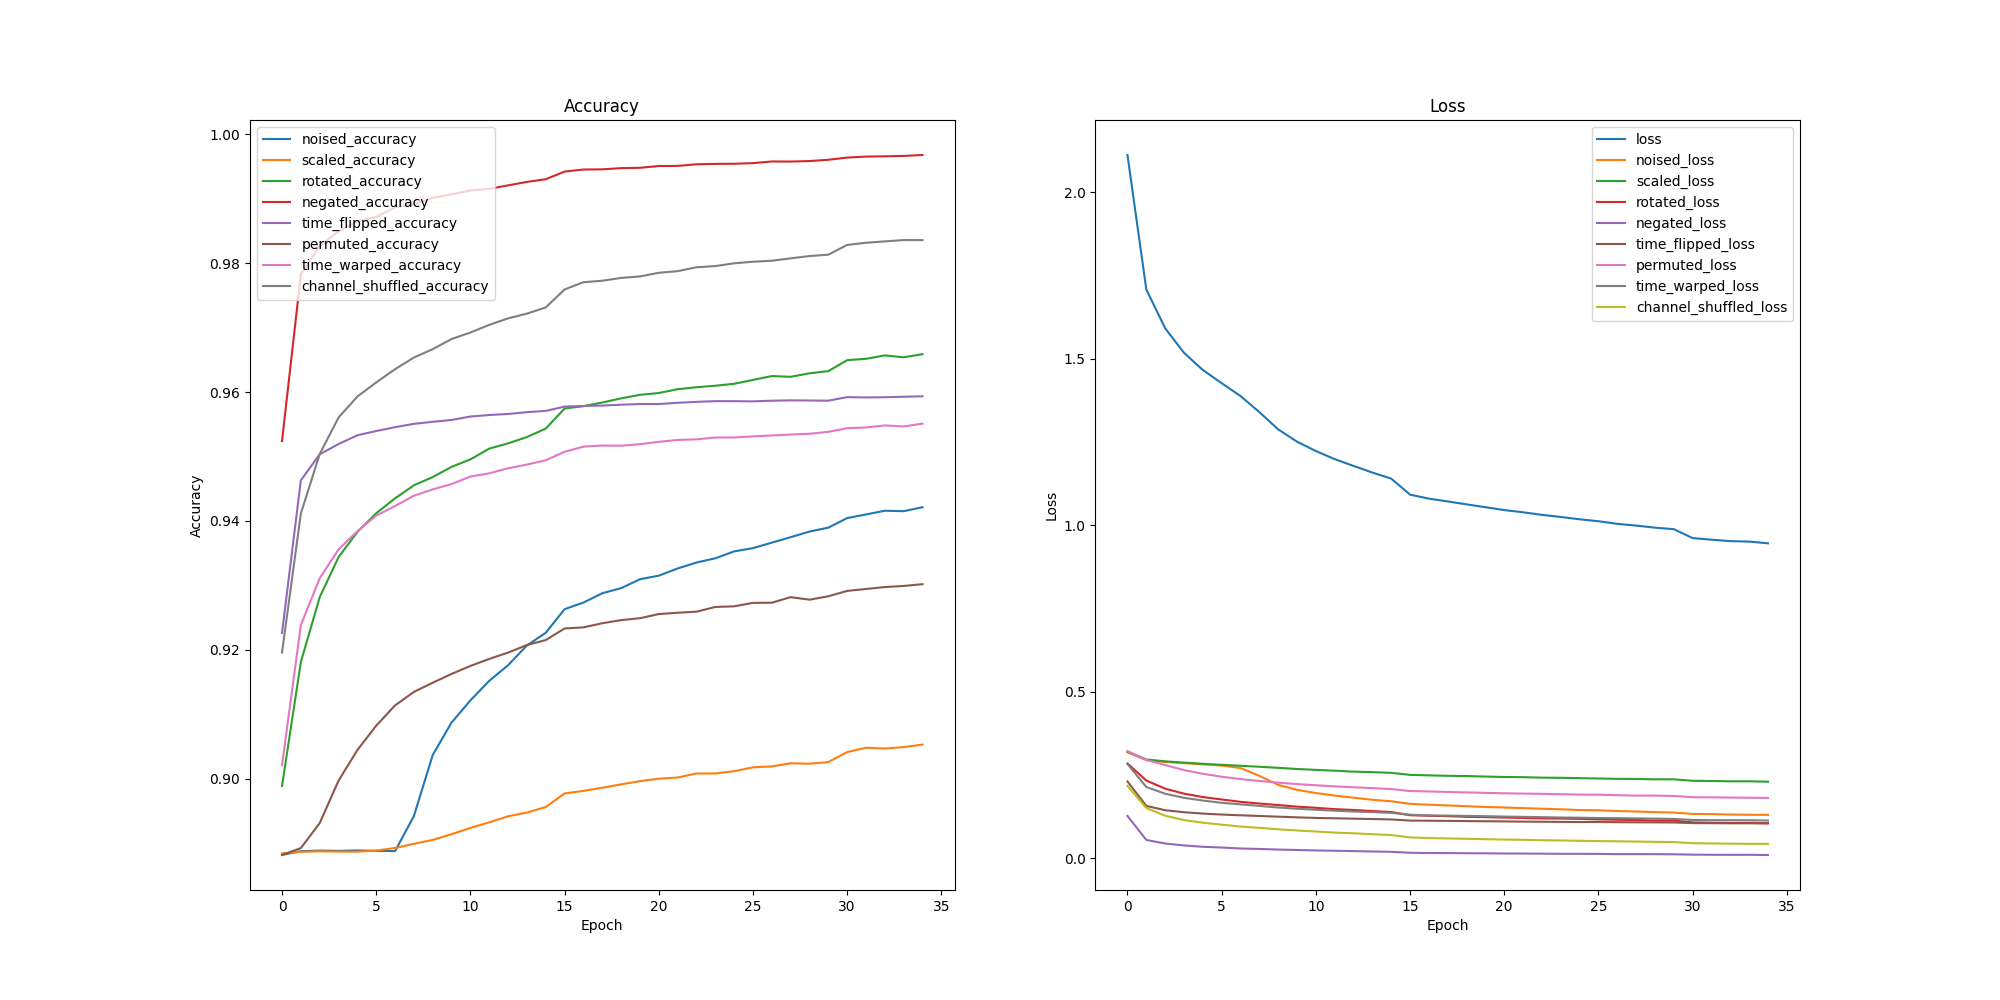 Accuracy
1.00
0.98
0.96
0.94
0.92
0.90
Accuracy
noised_accuracy
scaled_accuracy
rotated_accuracy
negated_accuracy
time_flipped_accuracy
permuted_accuracy
time_warped_accuracy
channel_shuffled_accuracy
0 5 10 15 20 25 30 35
Epoch
Loss
2.0
1.5
1.0
0.5
0.0
Loss
loss
noised_loss
scaled_loss
rotated_loss
negated_loss
time_flipped_loss
permuted_loss
time_warped_loss
channel_shuffled_loss
0 5 10 15 20 25 30 35
Epoch